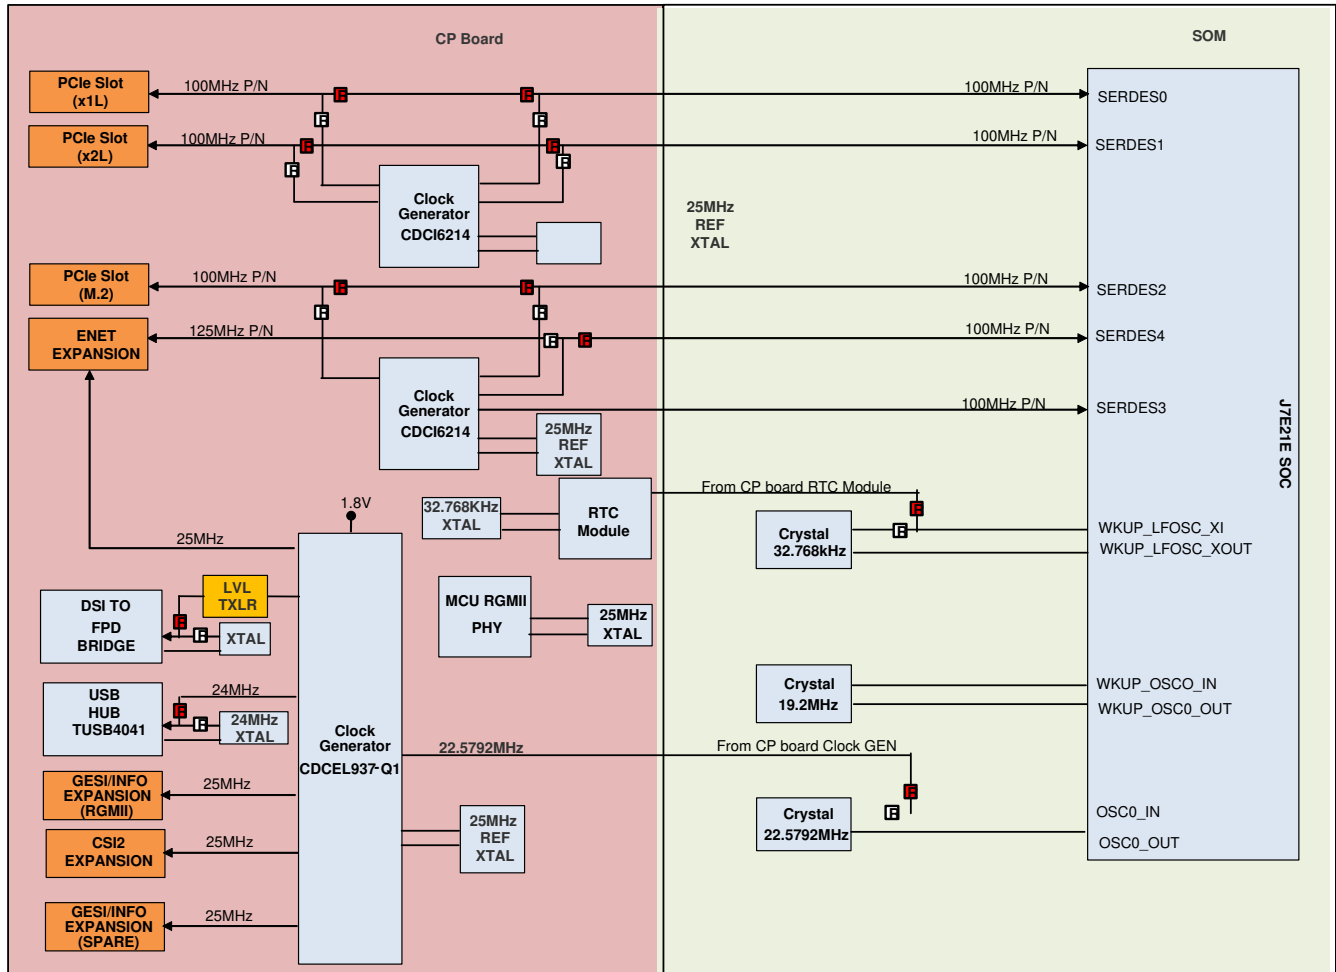 CP Board
SOM
PCIe Slot
(x1L)
100MHz P/N
100MHz P/N
SERDES0
PCIe Slot
(x2L)
100MHz P/N
100MHz P/N
SERDES1
Clock
Generator
CDCI6214
25MHz
REF
XTAL
PCIe Slot
(M.2)
100MHz P/N
100MHz P/N
SERDES2
ENET
EXPANSION
125MHz P/N
100MHz P/N
SERDES4
Clock
Generator
CDCI6214
100MHz P/N
SERDES3
25MHz
REF
XTAL
J7E21E SOC
From CP board RTC Module
1.8V
32.768KHz
XTAL
RTC
Module
Crystal
32.768kHz
WKUP_LFOSC_XI
WKUP_LFOSC_XOUT
25MHz
LVL
TXLR
DSI TO
FPD
BRIDGE
XTAL
MCU RGMII
PHY
25MHz
XTAL
Crystal
19.2MHz
WKUP_OSCO_IN
WKUP_OSC0_OUT
USB
HUB
TUSB4041
24MHz
24MHz
XTAL
Clock
Generator
CDCEL937-Q1
22.5792MHz
From CP board Clock GEN
GESI/INFO
EXPANSION
(RGMII)
25MHz
Crystal
22.5792MHz
OSC0_IN
OSC0_OUT
25MHz
REF
XTAL
CSI2
EXPANSION
25MHz
GESI/INFO
EXPANSION
(SPARE)
25MHz